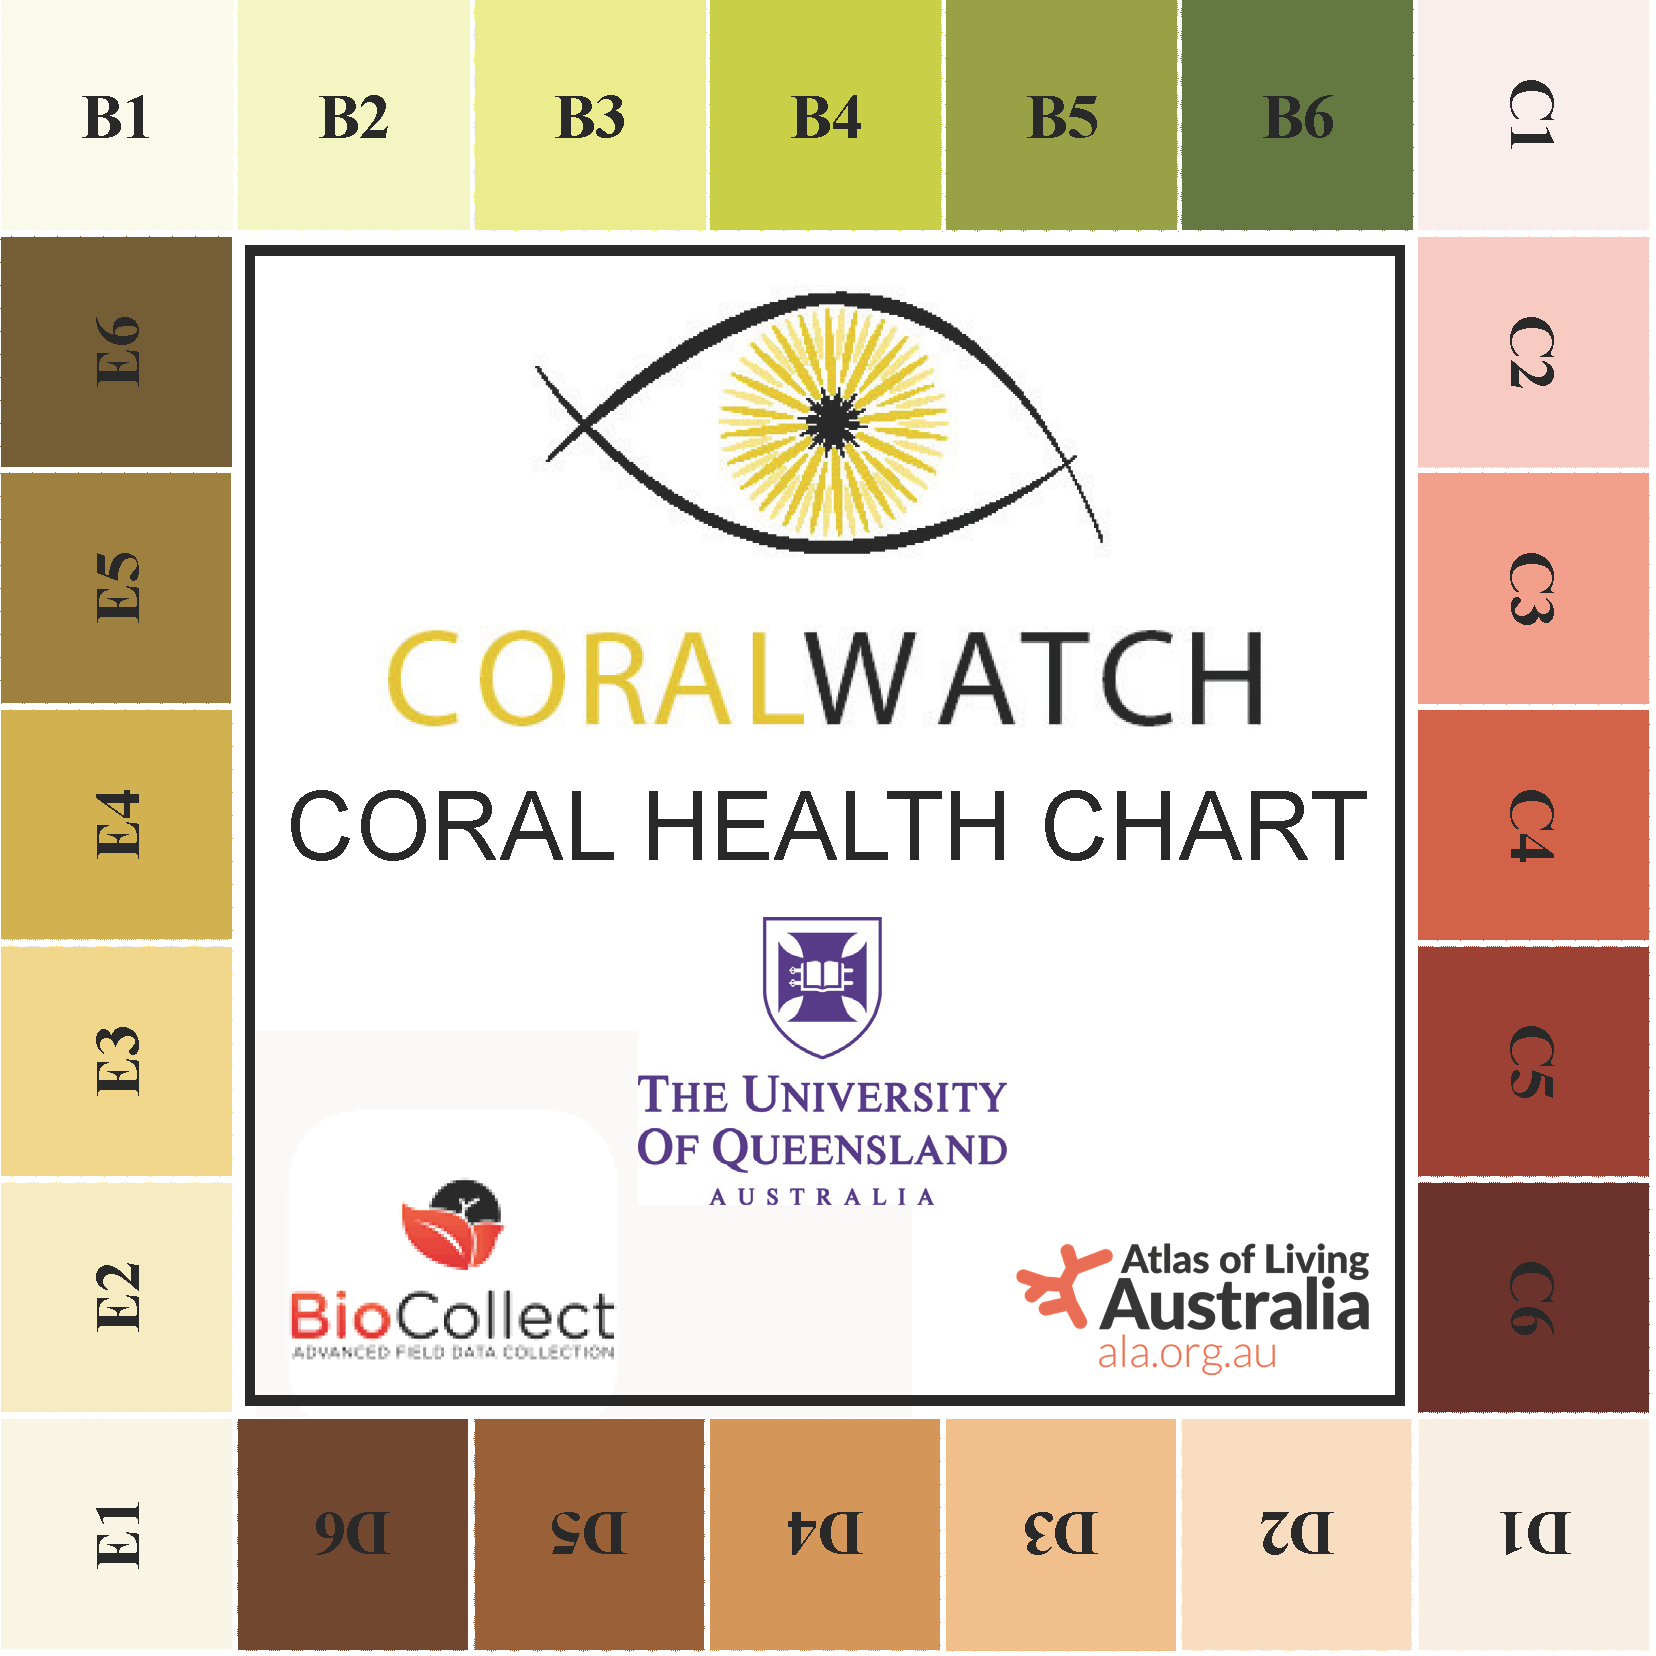 B1 B2 B3 B4 B5 B6 C1
E6
C2
E5
C3
E4
C4
E3
C5
E2
C6
E1 D6 D5 D4 D3 D2 D1
CORALWATCH
CORAL HEALTH CHART
THE UNIVERSITY
OF QUEENSLAND
AUSTRALIA
BioCollect
ADVANCED FIELD DATA COLLECTION
Atlas of Living
Australia
ala.org.au